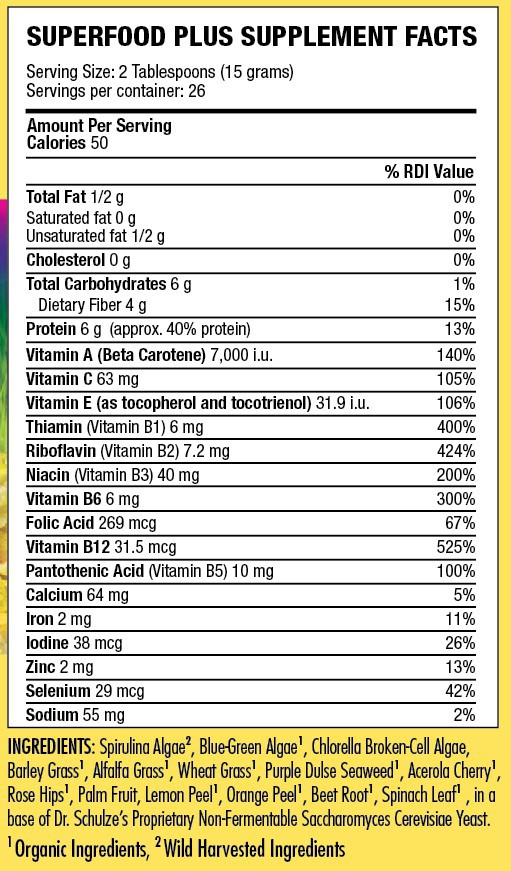 SUPERFOOD PLUS SUPPLEMENT FACTS
Serving Size: 2 Tablespoons (15 grams)
Servings per container: 26
Amount Per Serving
Calories 50
% RDI Value
Total Fat 1/2 g 0%
Saturated fat 0 g 0%
Unsaturated fat 1/2 g 0%
Cholesterol 0 g 0%
Total Carbohydrates 6 g 1%
Dietary Fiber 4 g 15%
Protein 6 g (approx. 40% protein) 13%
Vitamin A (Beta Carotene) 7,000 i.u. 140%
Vitamin C 63 mg 105%
Vitamin E (as tocopherol and tocotrienol) 31.9 i.u. 106%
Thiamin (Vitamin B1) 6 mg 400%
Riboflavin (Vitamin B2) 7.2 mg 424%
Niacin (Vitamin B3) 40 mg 200%
Vitamin B6 6 mg 300%
Folic Acid 269 mcg 67%
Vitamin B12 31.5 mcg 525%
Pantothenic Acid (Vitamin B5) 10 mg 100%
Calcium 64 mg 5%
Iron 2 mg 11%
Iodine 38 mcg 26%
Zinc 2 mg 13%
Selenium 29 mcg 42%
Sodium 55 mg 2%
INGREDIENTS: Spirulina Algae², Blue-Green Algae¹, Chlorella Broken-Cell Algae,
Barley Grass¹, Alfalfa Grass¹, Wheat Grass¹, Purple Dulse Seaweed¹, Acerola Cherry¹,
Rose Hips¹, Palm Fruit, Lemon Peel¹, Orange Peel¹, Beet Root¹, Spinach Leaf¹ , in a
base of Dr. Schulze's Proprietary Non-Fermentable Saccharomyces Cerevisiae Yeast.
¹ Organic Ingredients, ² Wild Harvested Ingredients